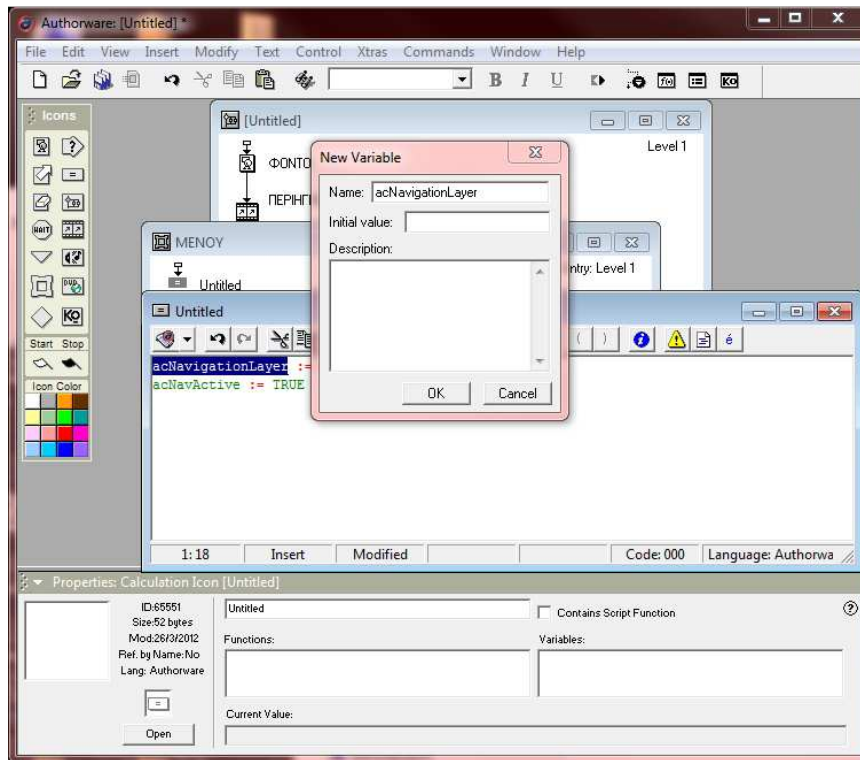 Authorware: [Untitled] *
File Edit View Insert Modify Text Control Xtras Commands Window Help
B I U
Icons
[Untitled]
Level 1
ΦΟΝΤΟ
ΠΕΡΙΗΓ
New Variable
Name: acNavigationLayer
Initial value:
Description:
OK Cancel
WAIT
ΜΕΝΟΥ
ntry: Level 1
Untitled
KO
Start Stop
Icon Color
Untitled
acNavigationLayer :=
acNavActive := TRUE
1: 18 Insert Modified Code: 000 Language: Authorwa
Properties: Calculation Icon [Untitled]
ID:65551
Size:52 bytes
Mod:26/3/2012
Ref. by Name:No
Lang: Authorware
Open
Untitled
Contains Script Function
Functions:
Variables:
Current Value: